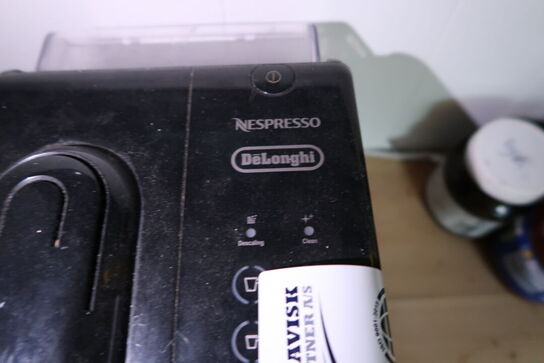 NESPRESSO
DeLonghi
Descaling
Clean
AVISK
TNER A/S